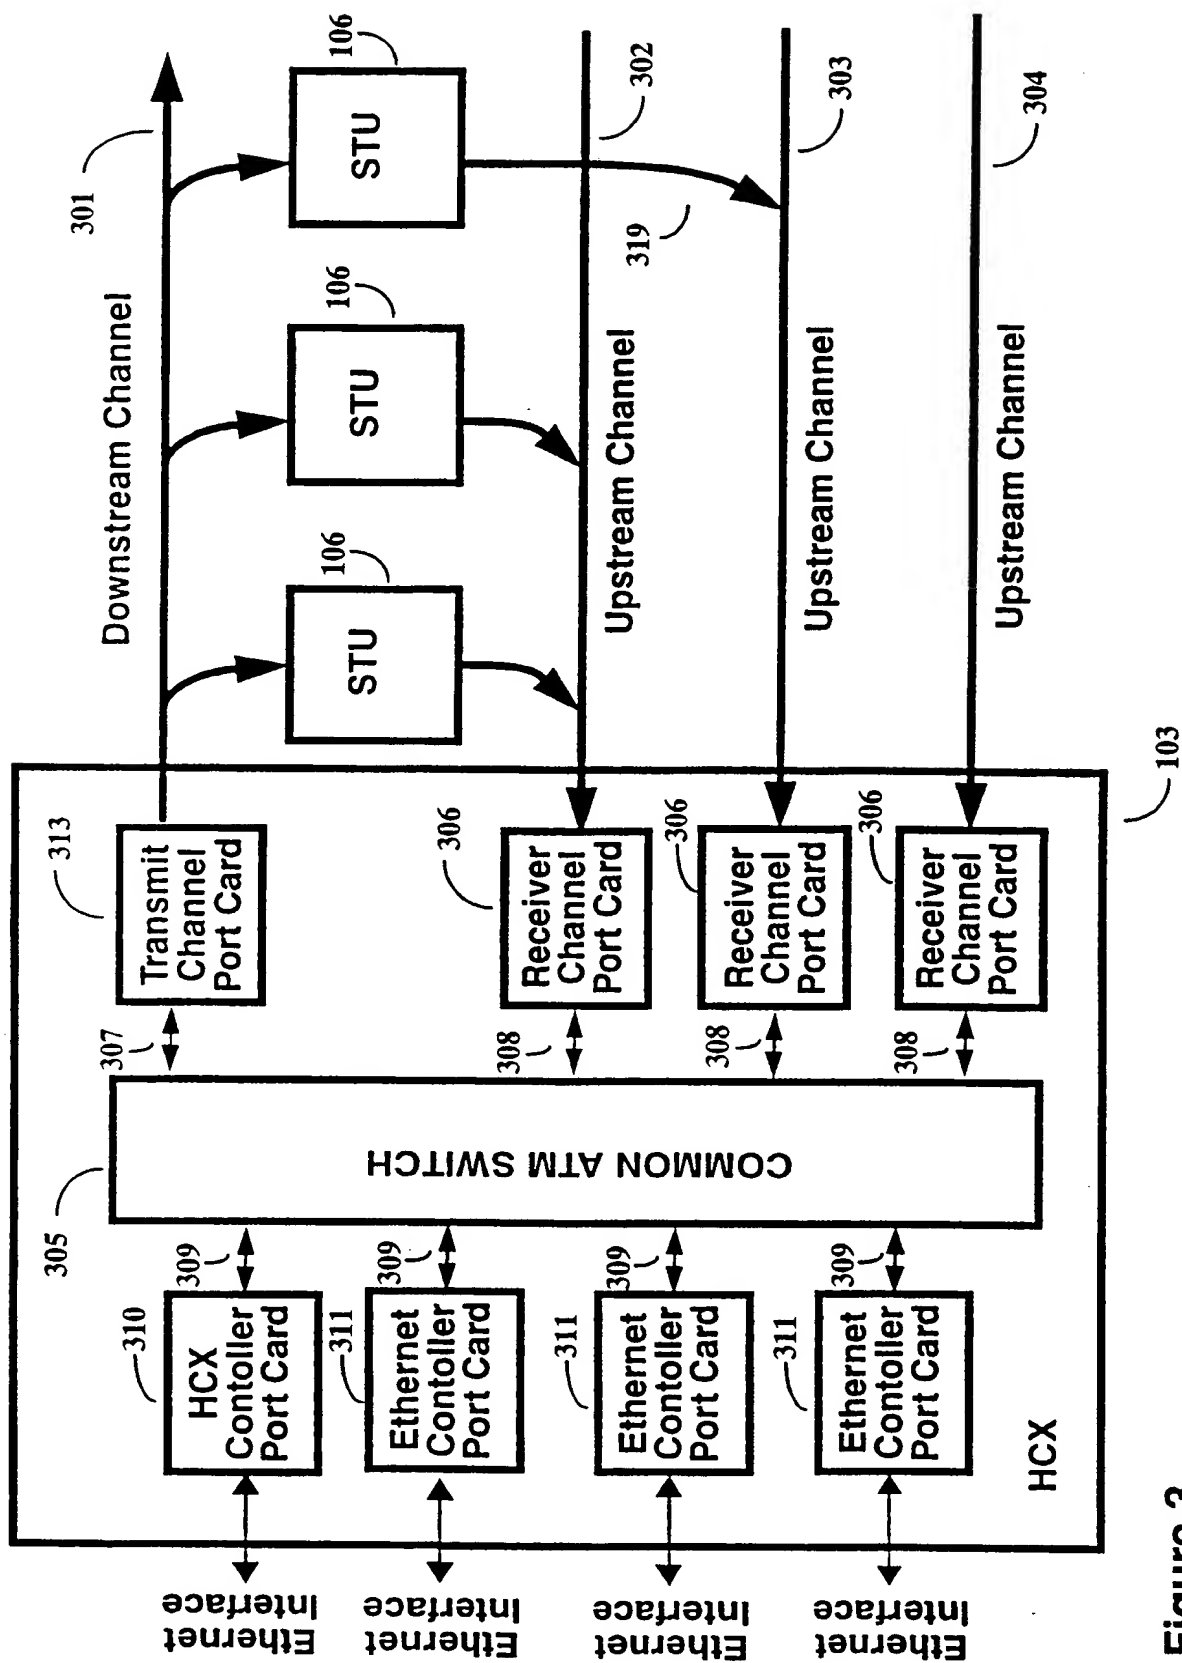 Ethernet
Interface
Ethernet
Interface
Ethernet
Interface
Ethernet
Interface
310
HCX
Contoller
Port Card
311
Ethernet
Contoller
Port Card
311
Ethernet
Contoller
Port Card
311
Ethernet
Contoller
Port Card
309
309
309
309
HCX
305
COMMON ATM SWITCH
307
308
308
308
313
Transmit
Channel
Port Card
306
Receiver
Channel
Port Card
306
Receiver
Channel
Port Card
306
Receiver
Channel
Port Card
103
Downstream Channel
301
STU
106
STU
106
STU
106
319
Upstream Channel
302
Upstream Channel
303
Upstream Channel
304
Figure 3